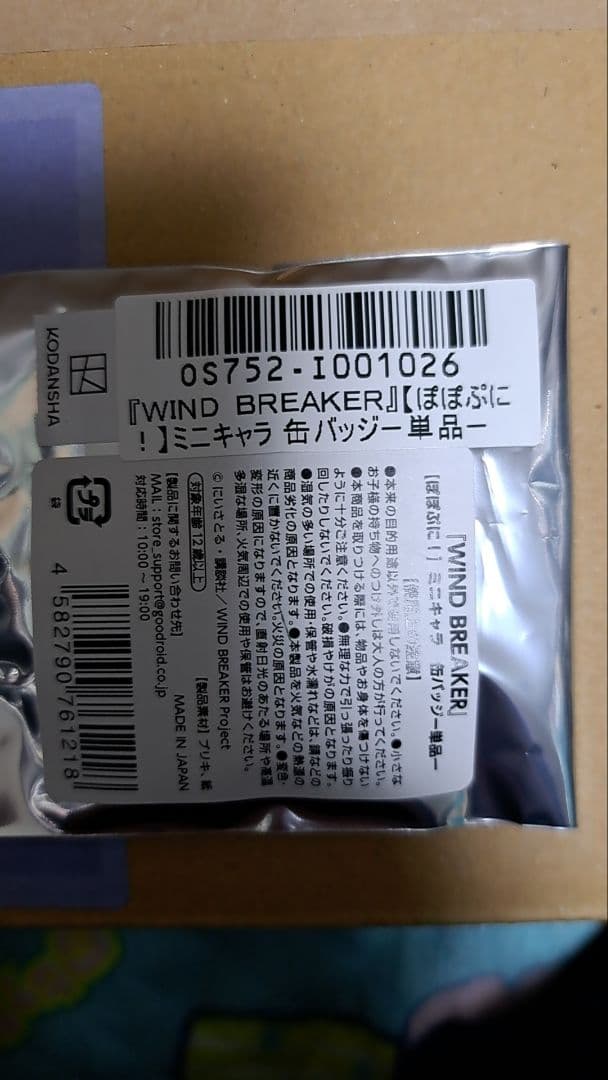 OS752-I001026
『WIND BREAKER』【ぽぽぷに
！】ミニキャラ 缶バッジー単品ー
KODANSHA
『WIND BREAKER』
【ぽぽぷに！】ミニキャラ 缶バッジー単品ー
●本来の目的用途以外で使用しないでください。●小さな
お子様の持ち物へのつけ外しは大人の方が行ってください。
●本商品を取りつける際には、物品やお身体を傷つけない
ように十分ご注意ください。●無理な力で引っ張ったり振り
回したりしないでください。破損やけがの原因となります。
●湿気の多い場所での使用・保管や水濡れなどは、錆などの
商品劣化の原因となります。●本製品を火気などの熱源の
近くに置かないでください。火災の原因となります。●変色・
変形の原因になりますので、直射日光のあたる場所や高温
多湿な場所、火気周辺での使用や保管はお避けください。
©にいさとる・講談社／WIND BREAKER Project
対象年齢12歳以上
【製品素材】ブリキ、紙
MADE IN JAPAN
【製品に関するお問い合わせ先】
MAIL : store_support@goodroid.co.jp
対応時間：10:00 ～ 19:00
プラ
袋
4 582790 761218